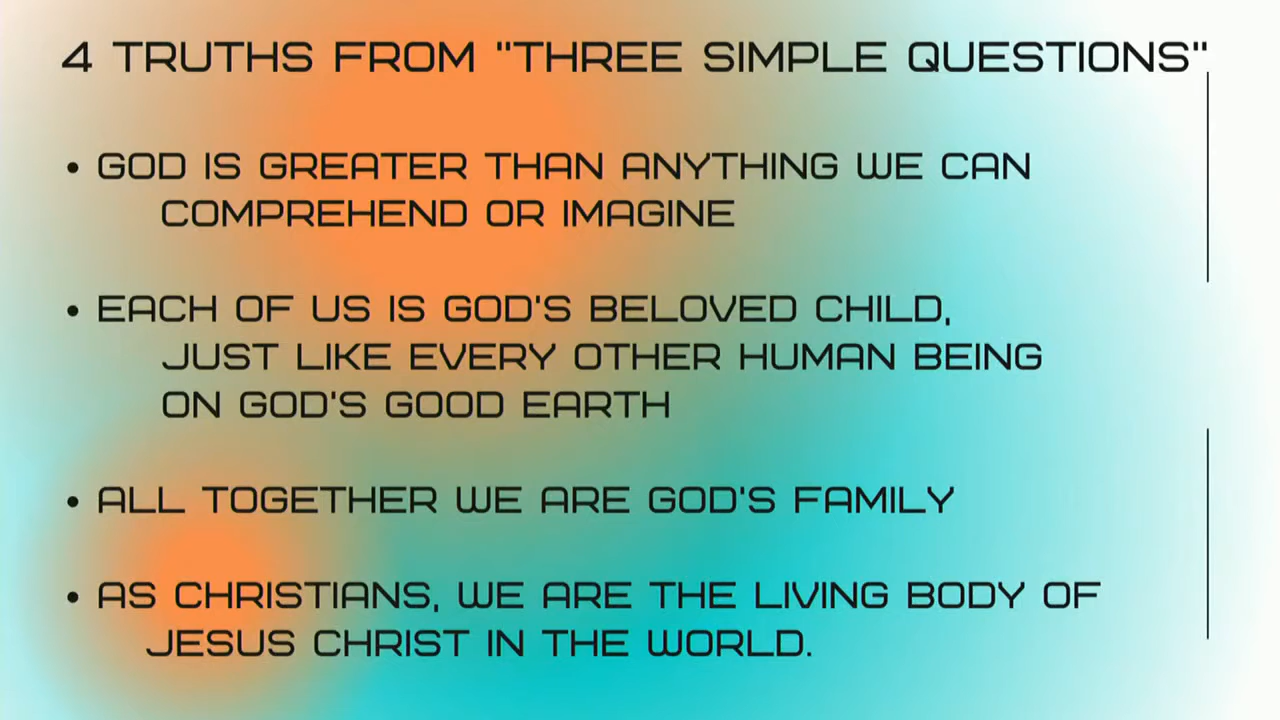 4 TRUTHS FROM "THREE SIMPLE QUESTIONS"
• GOD IS GREATER THAN ANYTHING WE CAN
COMPREHEND OR IMAGINE
• EACH OF US IS GOD'S BELOVED CHILD,
JUST LIKE EVERY OTHER HUMAN BEING
ON GOD'S GOOD EARTH
• ALL TOGETHER WE ARE GOD'S FAMILY
• AS CHRISTIANS, WE ARE THE LIVING BODY OF
JESUS CHRIST IN THE WORLD.